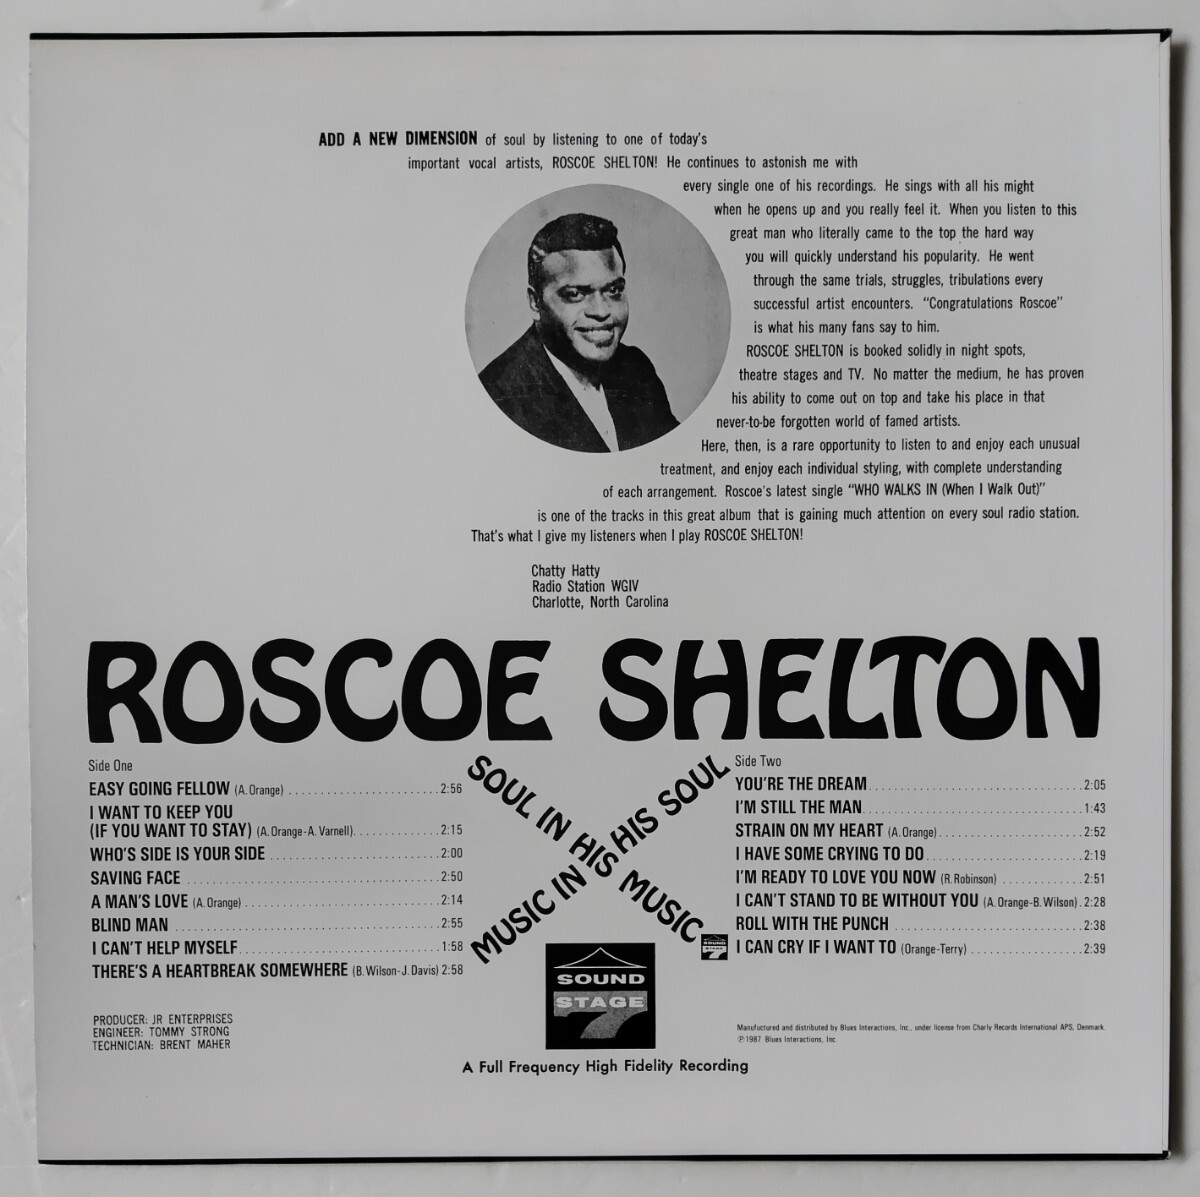 ADD A NEW DIMENSION of soul by listening to one of today's
important vocal artists, ROSCOE SHELTON! He continues to astonish me with
every single one of his recordings. He sings with all his might
when he opens up and you really feel it. When you listen to this
great man who literally came to the top the hard way
you will quickly understand his popularity. He went
through the same trials, struggles, tribulations every
successful artist encounters. "Congratulations Roscoe"
is what his many fans say to him.
ROSCOE SHELTON is booked solidly in night spots,
theatre stages and TV. No matter the medium, he has proven
his ability to come out on top and take his place in that
never-to-be forgotten world of famed artists.
Here, then, is a rare opportunity to listen to and enjoy each unusual
treatment, and enjoy each individual styling, with complete understanding
of each arrangement. Roscoe's latest single "WHO WALKS IN (When I Walk Out)"
is one of the tracks in this great album that is gaining much attention on every soul radio station.
That's what I give my listeners when I play ROSCOE SHELTON!
Chatty Hatty
Radio Station WGIV
Charlotte, North Carolina
ROSCOE SHELTON
Side One
EASY GOING FELLOW (A. Orange) 2:56
I WANT TO KEEP YOU
(IF YOU WANT TO STAY) (A. Orange-A. Varnell) 2:15
WHO'S SIDE IS YOUR SIDE 2:00
SAVING FACE 2:50
A MAN'S LOVE (A. Orange) 2:14
BLIND MAN 2:55
I CAN'T HELP MYSELF 1:58
THERE'S A HEARTBREAK SOMEWHERE (B. Wilson-J. Davis) 2:58
SOUL IN HIS MUSIC
MUSIC IN HIS SOUL
Side Two
YOU'RE THE DREAM 2:05
I'M STILL THE MAN 1:43
STRAIN ON MY HEART (A. Orange) 2:52
I HAVE SOME CRYING TO DO 2:19
I'M READY TO LOVE YOU NOW (R. Robinson) 2:51
I CAN'T STAND TO BE WITHOUT YOU (A. Orange-B. Wilson) 2:28
ROLL WITH THE PUNCH 2:38
I CAN CRY IF I WANT TO (Orange-Terry) 2:39
SOUND
STAGE
7
PRODUCER: JR ENTERPRISES
ENGINEER: TOMMY STRONG
TECHNICIAN: BRENT MAHER
SOUND
STAGE
7
A Full Frequency High Fidelity Recording
Manufuctured and distributed by Blues Interactions, Inc., under license from Charly Records International APS, Denmark.
℗1987 Blues Interactions, Inc.